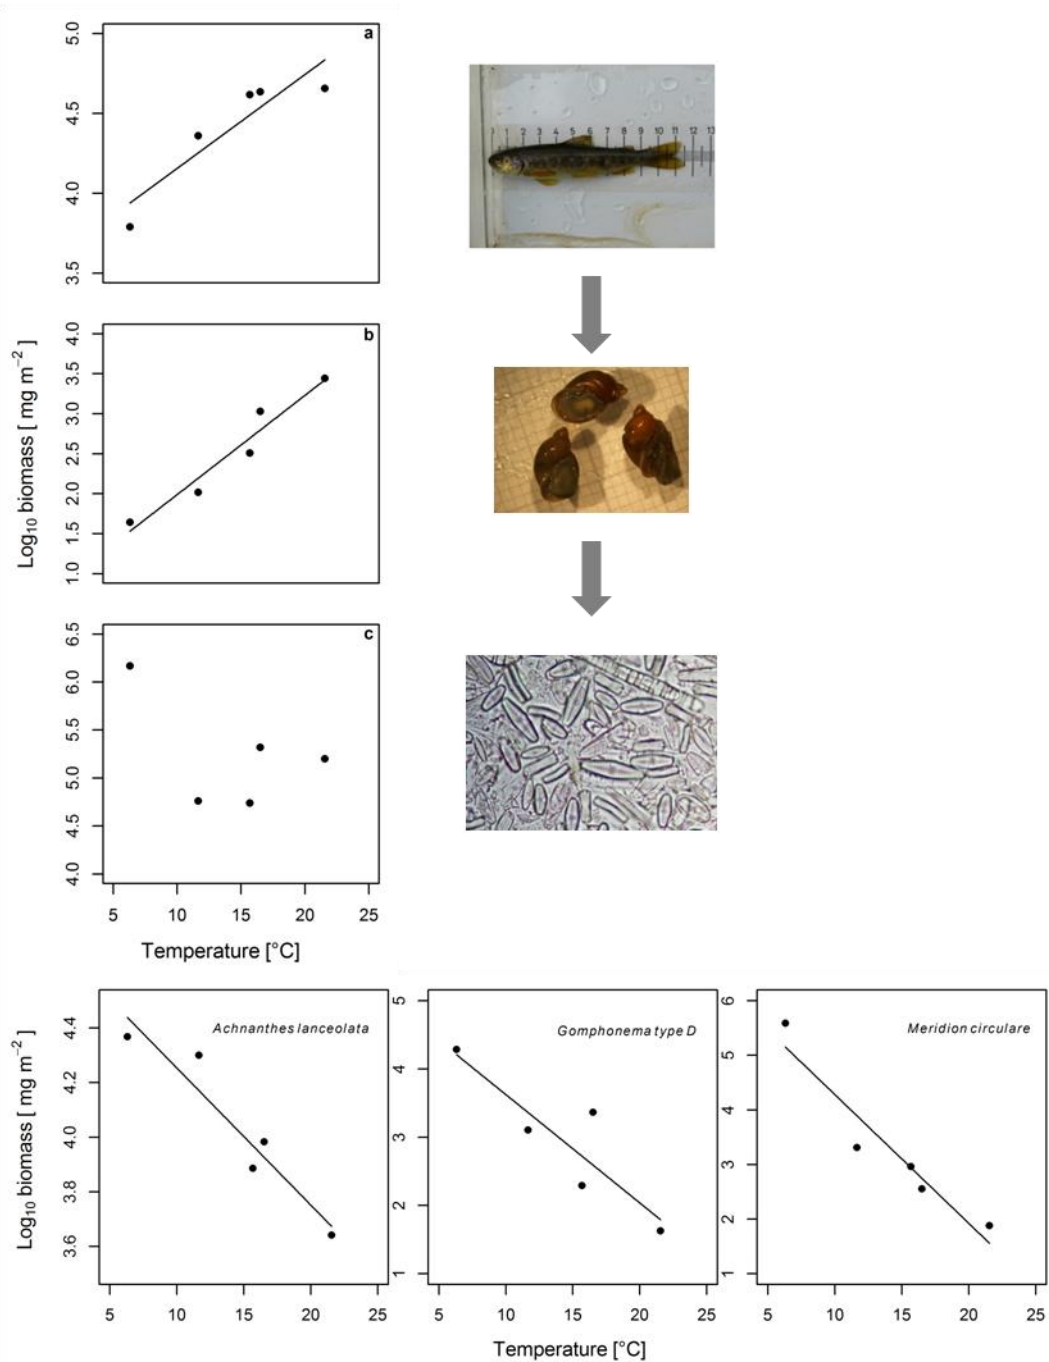 a
5.0
4.5
4.0
3.5
1 2 3 4 5 6 7 8 9 10 11 12 13
b
4.0
3.5
3.0
2.5
2.0
1.5
1.0
Log10 biomass [ mg m−2 ]
c
6.5
6.0
5.5
5.0
4.5
4.0
5 10 15 20 25
Temperature [°C]
Achnanthes lanceolata
4.4
4.2
4.0
3.8
3.6
Log10 biomass [ mg m−2 ]
5 10 15 20 25
Gomphonema type D
5
4
3
2
1
5 10 15 20 25
Meridion circulare
6
5
4
3
2
1
5 10 15 20 25
Temperature [°C]